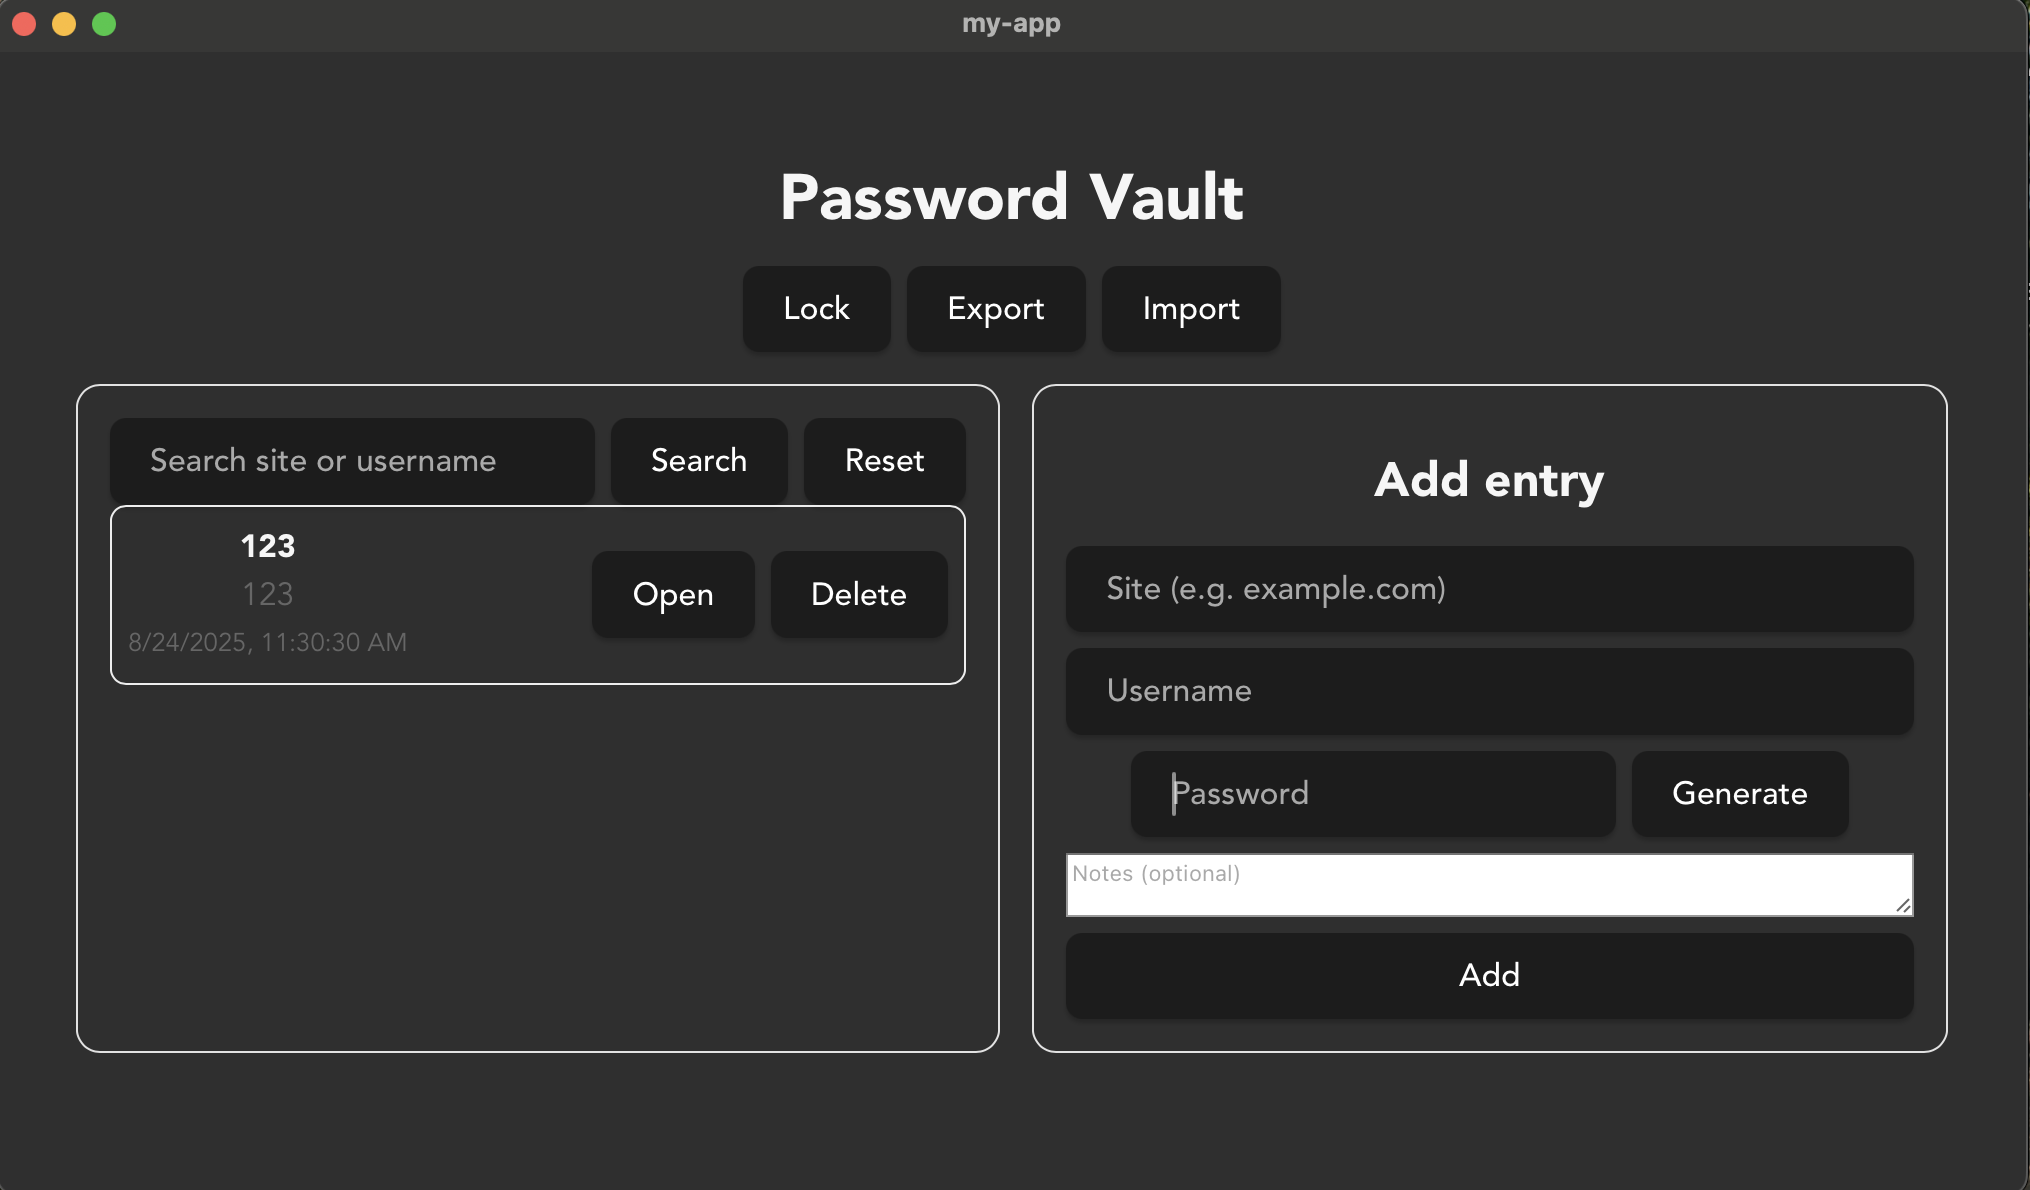 my-app
Password Vault
Lock Export Import
Search site or username Search Reset
123
123
8/24/2025, 11:30:30 AM
Open Delete
Add entry
Site (e.g. example.com)
Username
Password Generate
Notes (optional)
Add